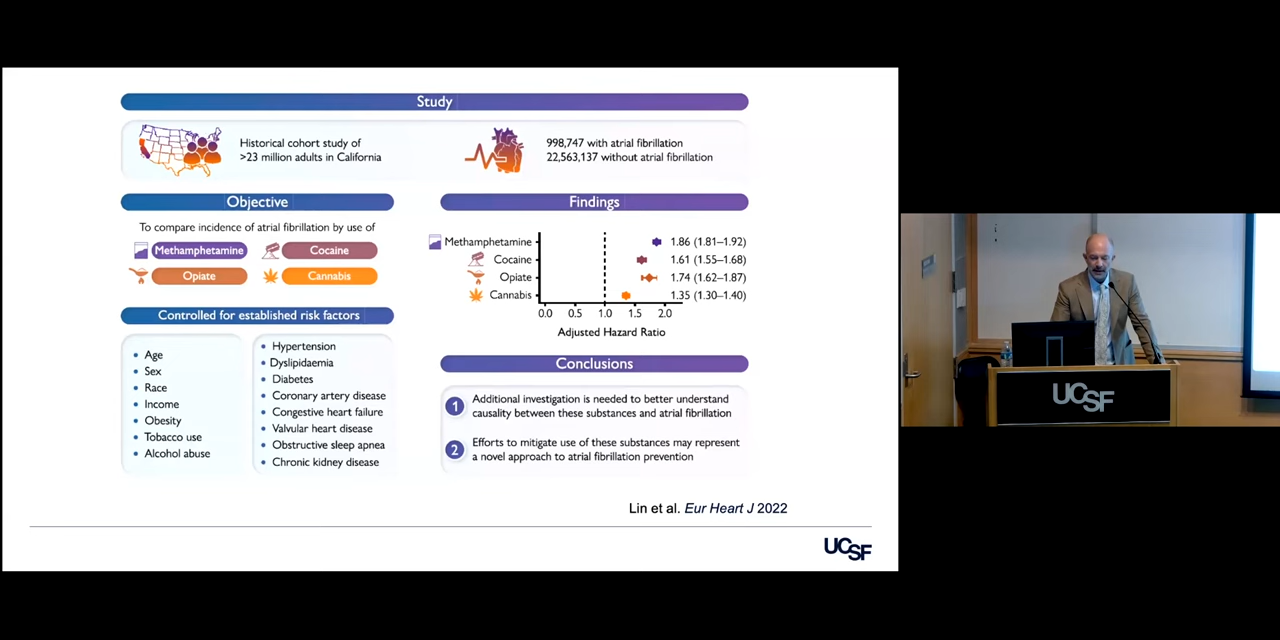 Study
Historical cohort study of
>23 million adults in California
998,747 with atrial fibrillation
22,563,137 without atrial fibrillation
Objective
To compare incidence of atrial fibrillation by use of
Methamphetamine
Cocaine
Opiate
Cannabis
Controlled for established risk factors
• Age
• Sex
• Race
• Income
• Obesity
• Tobacco use
• Alcohol abuse
• Hypertension
• Dyslipidaemia
• Diabetes
• Coronary artery disease
• Congestive heart failure
• Valvular heart disease
• Obstructive sleep apnea
• Chronic kidney disease
Findings
Methamphetamine 1.86 (1.81–1.92)
Cocaine 1.61 (1.55–1.68)
Opiate 1.74 (1.62–1.87)
Cannabis 1.35 (1.30–1.40)
0.0 0.5 1.0 1.5 2.0
Adjusted Hazard Ratio
Conclusions
1 Additional investigation is needed to better understand
causality between these substances and atrial fibrillation
2 Efforts to mitigate use of these substances may represent
a novel approach to atrial fibrillation prevention
Lin et al. Eur Heart J 2022
UCSF
UCSF